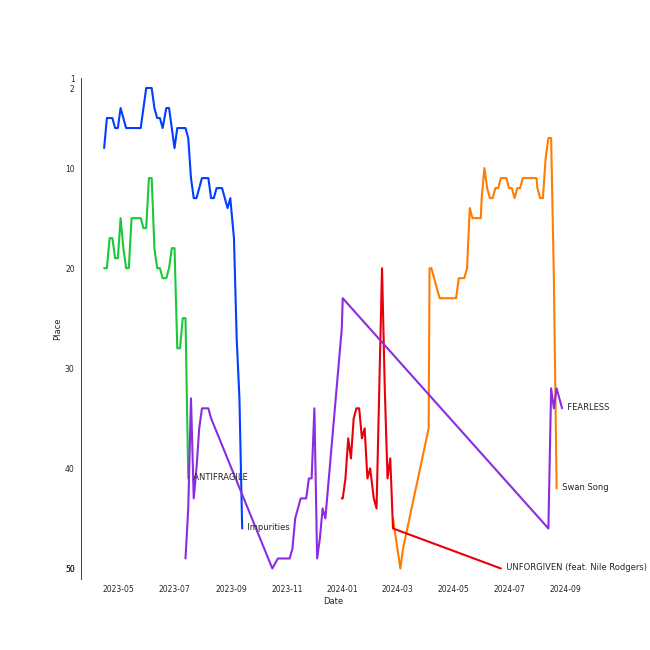 1
2
10
20
30
40
50
Place
ANTIFRAGILE
Impurities
FEARLESS
Swan Song
UNFORGIVEN (feat. Nile Rodgers)
2023-05 2023-07 2023-09 2023-11 2024-01 2024-03 2024-05 2024-07 2024-09
Date